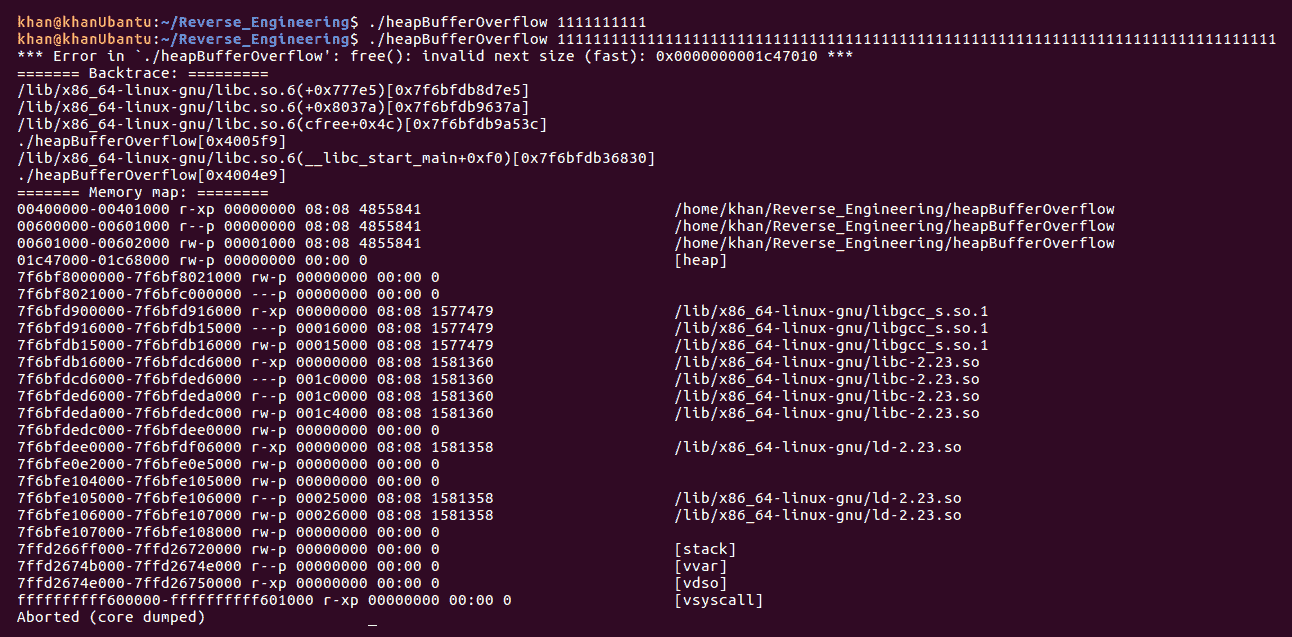 khan@khanUbantu:~/Reverse_Engineering$ ./heapBufferOverflow 1111111111
khan@khanUbantu:~/Reverse_Engineering$ ./heapBufferOverflow 11111111111111111111111111111111111111111111111111111111111111111111111111111111
*** Error in `./heapBufferOverflow': free(): invalid next size (fast): 0x0000000001c47010 ***
======= Backtrace: =========
/lib/x86_64-linux-gnu/libc.so.6(+0x777e5)[0x7f6bfdb8d7e5]
/lib/x86_64-linux-gnu/libc.so.6(+0x8037a)[0x7f6bfdb9637a]
/lib/x86_64-linux-gnu/libc.so.6(cfree+0x4c)[0x7f6bfdb9a53c]
./heapBufferOverflow[0x4005f9]
/lib/x86_64-linux-gnu/libc.so.6(__libc_start_main+0xf0)[0x7f6bfdb36830]
./heapBufferOverflow[0x4004e9]
======= Memory map: ========
00400000-00401000 r-xp 00000000 08:08 4855841 /home/khan/Reverse_Engineering/heapBufferOverflow
00600000-00601000 r--p 00000000 08:08 4855841 /home/khan/Reverse_Engineering/heapBufferOverflow
00601000-00602000 rw-p 00001000 08:08 4855841 /home/khan/Reverse_Engineering/heapBufferOverflow
01c47000-01c68000 rw-p 00000000 00:00 0 [heap]
7f6bf8000000-7f6bf8021000 rw-p 00000000 00:00 0
7f6bf8021000-7f6bfc000000 ---p 00000000 00:00 0
7f6bfd900000-7f6bfd916000 r-xp 00000000 08:08 1577479 /lib/x86_64-linux-gnu/libgcc_s.so.1
7f6bfd916000-7f6bfdb15000 ---p 00016000 08:08 1577479 /lib/x86_64-linux-gnu/libgcc_s.so.1
7f6bfdb15000-7f6bfdb16000 rw-p 00015000 08:08 1577479 /lib/x86_64-linux-gnu/libgcc_s.so.1
7f6bfdb16000-7f6bfdcd6000 r-xp 00000000 08:08 1581360 /lib/x86_64-linux-gnu/libc-2.23.so
7f6bfdcd6000-7f6bfded6000 ---p 001c0000 08:08 1581360 /lib/x86_64-linux-gnu/libc-2.23.so
7f6bfded6000-7f6bfdeda000 r--p 001c0000 08:08 1581360 /lib/x86_64-linux-gnu/libc-2.23.so
7f6bfdeda000-7f6bfdedc000 rw-p 001c4000 08:08 1581360 /lib/x86_64-linux-gnu/libc-2.23.so
7f6bfdedc000-7f6bfdee0000 rw-p 00000000 00:00 0
7f6bfdee0000-7f6bfdf06000 r-xp 00000000 08:08 1581358 /lib/x86_64-linux-gnu/ld-2.23.so
7f6bfe0e2000-7f6bfe0e5000 rw-p 00000000 00:00 0
7f6bfe104000-7f6bfe105000 rw-p 00000000 00:00 0
7f6bfe105000-7f6bfe106000 r--p 00025000 08:08 1581358 /lib/x86_64-linux-gnu/ld-2.23.so
7f6bfe106000-7f6bfe107000 rw-p 00026000 08:08 1581358 /lib/x86_64-linux-gnu/ld-2.23.so
7f6bfe107000-7f6bfe108000 rw-p 00000000 00:00 0
7ffd266ff000-7ffd26720000 rw-p 00000000 00:00 0 [stack]
7ffd2674b000-7ffd2674e000 r--p 00000000 00:00 0 [vvar]
7ffd2674e000-7ffd26750000 r-xp 00000000 00:00 0 [vdso]
ffffffffff600000-ffffffffff601000 r-xp 00000000 00:00 0 [vsyscall]
Aborted (core dumped) _